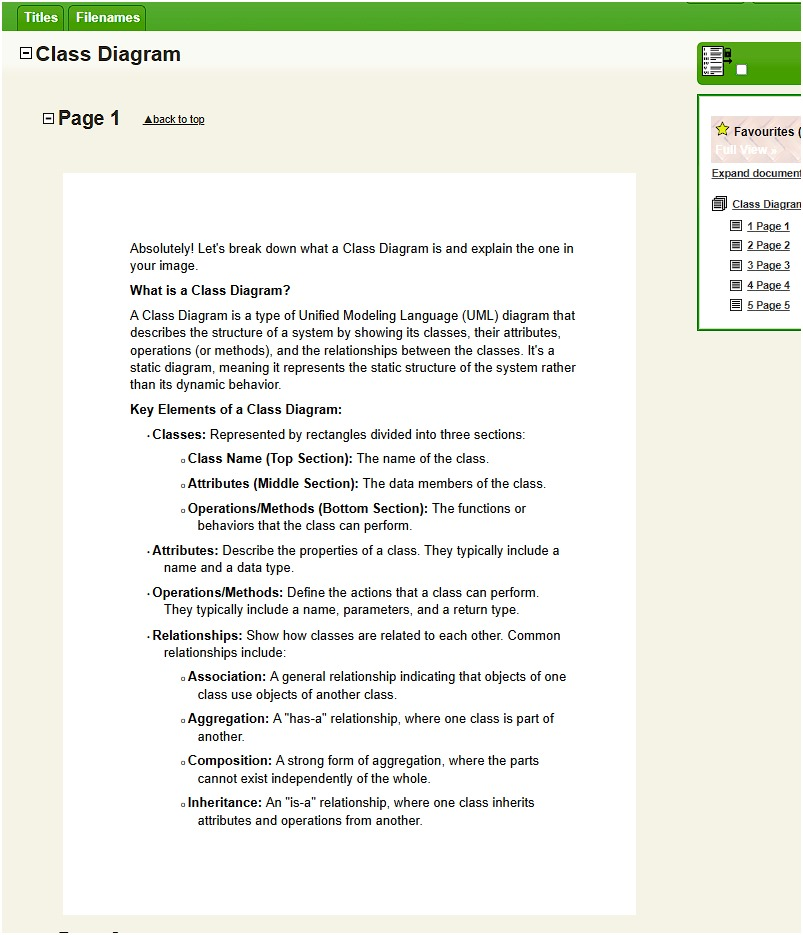 Titles
Filenames
Class Diagram
Page 1
▲back to top
Absolutely! Let's break down what a Class Diagram is and explain the one in
your image.
What is a Class Diagram?
A Class Diagram is a type of Unified Modeling Language (UML) diagram that
describes the structure of a system by showing its classes, their attributes,
operations (or methods), and the relationships between the classes. It's a
static diagram, meaning it represents the static structure of the system rather
than its dynamic behavior.
Key Elements of a Class Diagram:
· Classes: Represented by rectangles divided into three sections:
o Class Name (Top Section): The name of the class.
o Attributes (Middle Section): The data members of the class.
o Operations/Methods (Bottom Section): The functions or
behaviors that the class can perform.
· Attributes: Describe the properties of a class. They typically include a
name and a data type.
· Operations/Methods: Define the actions that a class can perform.
They typically include a name, parameters, and a return type.
· Relationships: Show how classes are related to each other. Common
relationships include:
o Association: A general relationship indicating that objects of one
class use objects of another class.
o Aggregation: A "has-a" relationship, where one class is part of
another.
o Composition: A strong form of aggregation, where the parts
cannot exist independently of the whole.
o Inheritance: An "is-a" relationship, where one class inherits
attributes and operations from another.
Favourites (
Full View »
Expand document
Class Diagram
1 Page 1
2 Page 2
3 Page 3
4 Page 4
5 Page 5